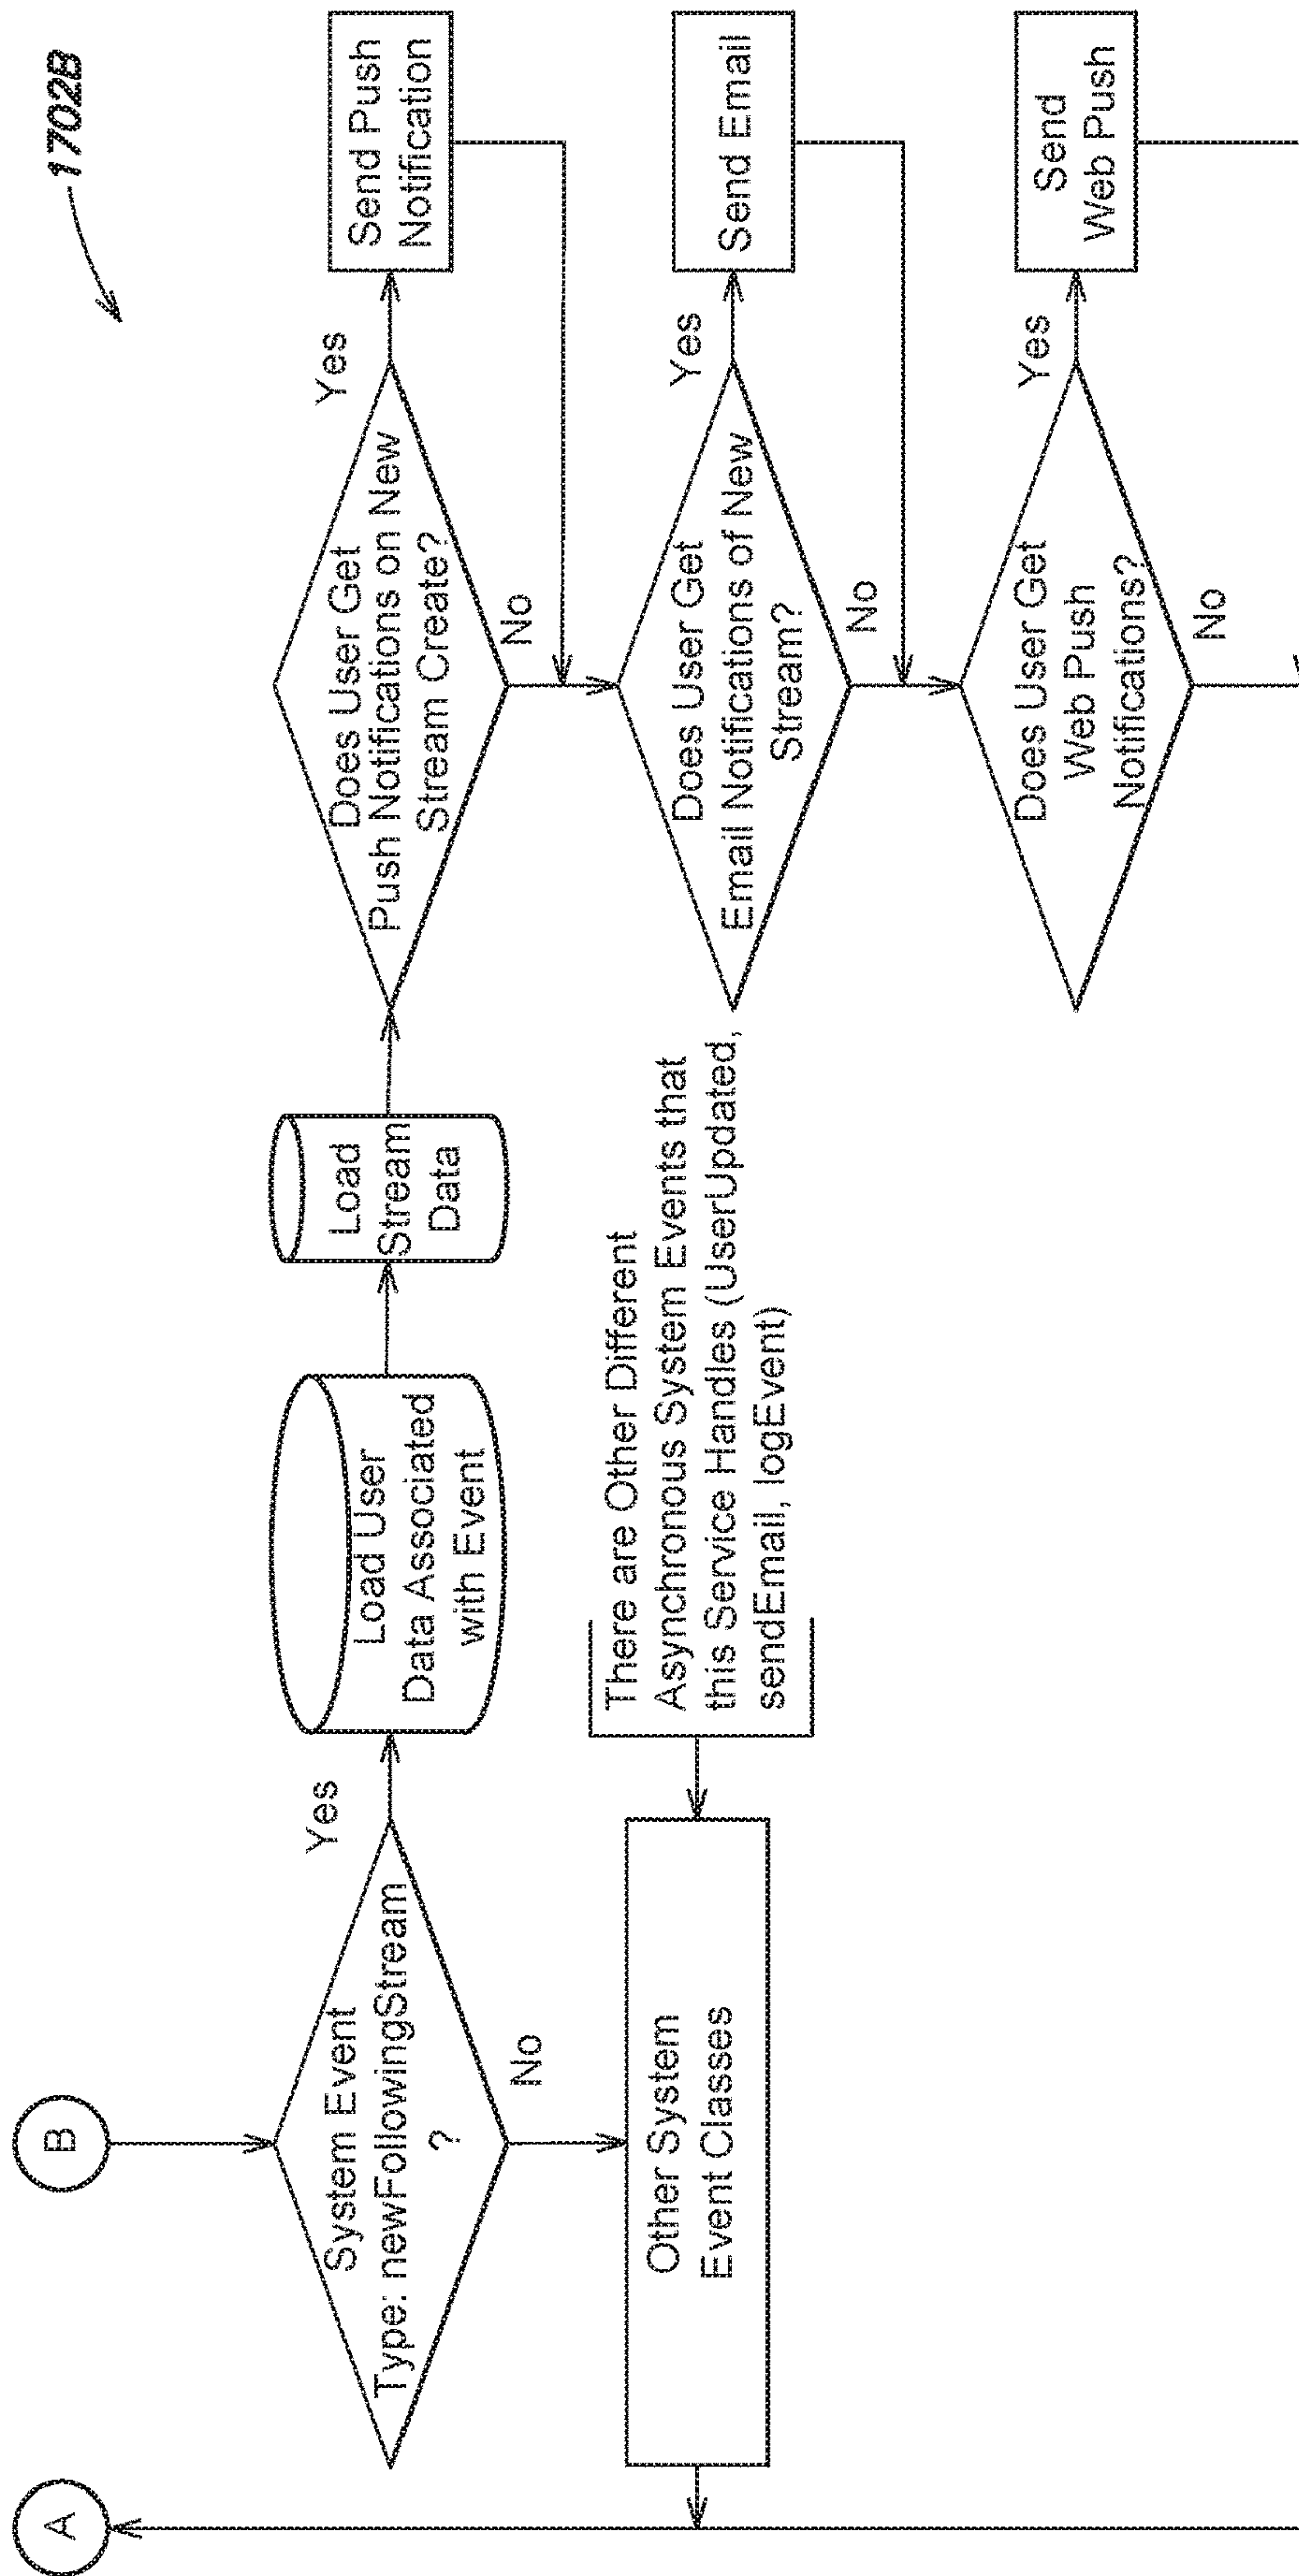 1702B
A
B
System Event
Type: newFollowingStream
?
Yes
No
Load User
Data Associated
with Event
Load
Stream
Data
Does User Get
Push Notifications on New
Stream Create?
Yes
No
Send Push
Notification
Other System
Event Classes
There are Other Different
Asynchronous System Events that
this Service Handles (UserUpdated,
sendEmail, logEvent)
Does User Get
Email Notifications of New
Stream?
Yes
No
Send Email
Does User Get
Web Push
Notifications?
Yes
No
Send
Web Push